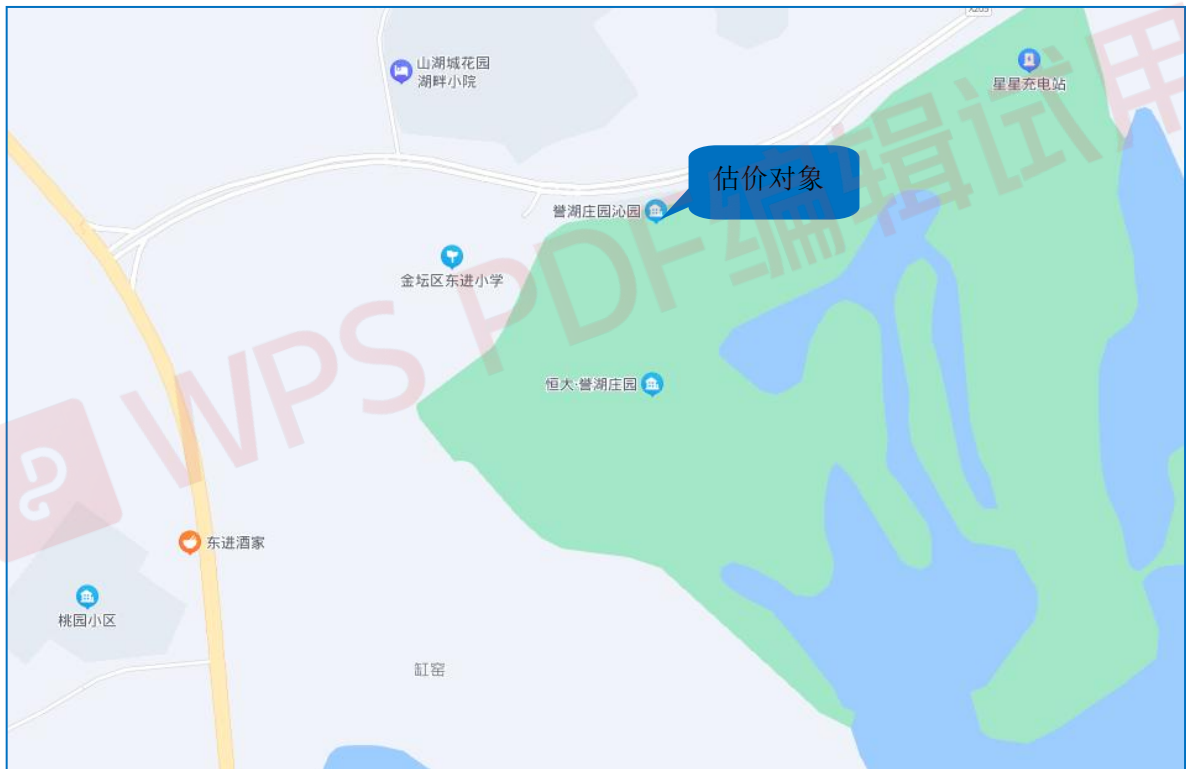 X205
山湖城花园
湖畔小院
星星充电站
估价对象
誉湖庄园沁园
金坛区东进小学
恒大·誉湖庄园
东进酒家
桃园小区
缸窑
WPS PDF编辑试用